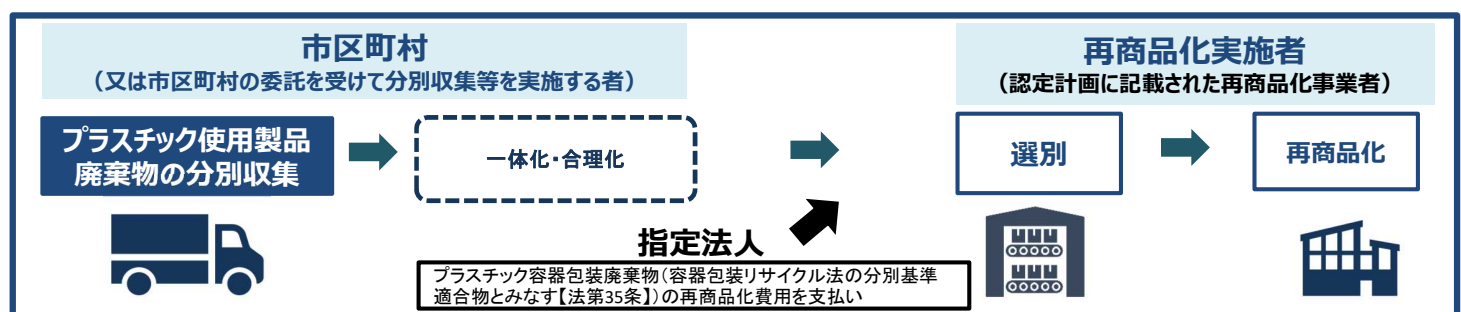 市区町村
（又は市区町村の委託を受けて分別収集等を実施する者）
再商品化実施者
（認定計画に記載された再商品化事業者）
プラスチック使用製品
廃棄物の分別収集
一体化・合理化
選別
再商品化
指定法人
プラスチック容器包装廃棄物（容器包装リサイクル法の分別基準
適合物とみなす【法第35条】）の再商品化費用を支払い